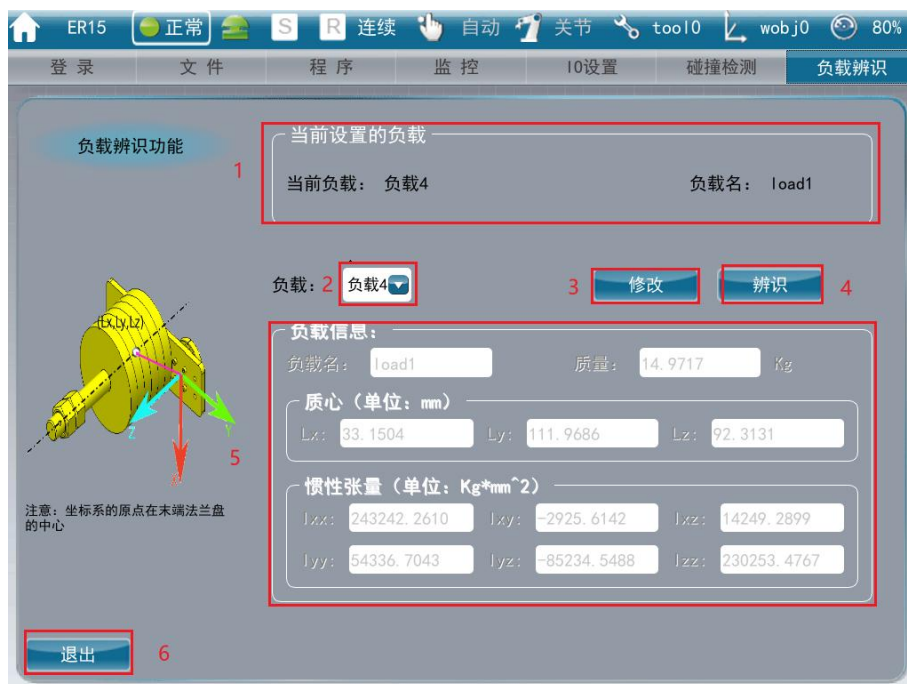 ER15 正常 S R 连续 自动 关节 tool0 wobj0 80%
登录 文件 程序 监控 IO设置 碰撞检测 负载辨识
负载辨识功能
1
当前设置的负载
当前负载： 负载4 负载名： load1
负载： 2 负载4 3 修改 辨识 4
(Lx,Ly,Lz)
Z
Y
X
5
注意：坐标系的原点在末端法兰盘
的中心
负载信息：
负载名： load1 质量： 14.9717 Kg
质心（单位：mm）
Lx: 33.1504 Ly: 111.9686 Lz: 92.3131
惯性张量（单位：Kg*mm^2）
Ixx: 243242.2610 Ixy: -2925.6142 Ixz: 14249.2899
Iyy: 54336.7043 Iyz: -85234.5488 Izz: 230253.4767
退出 6